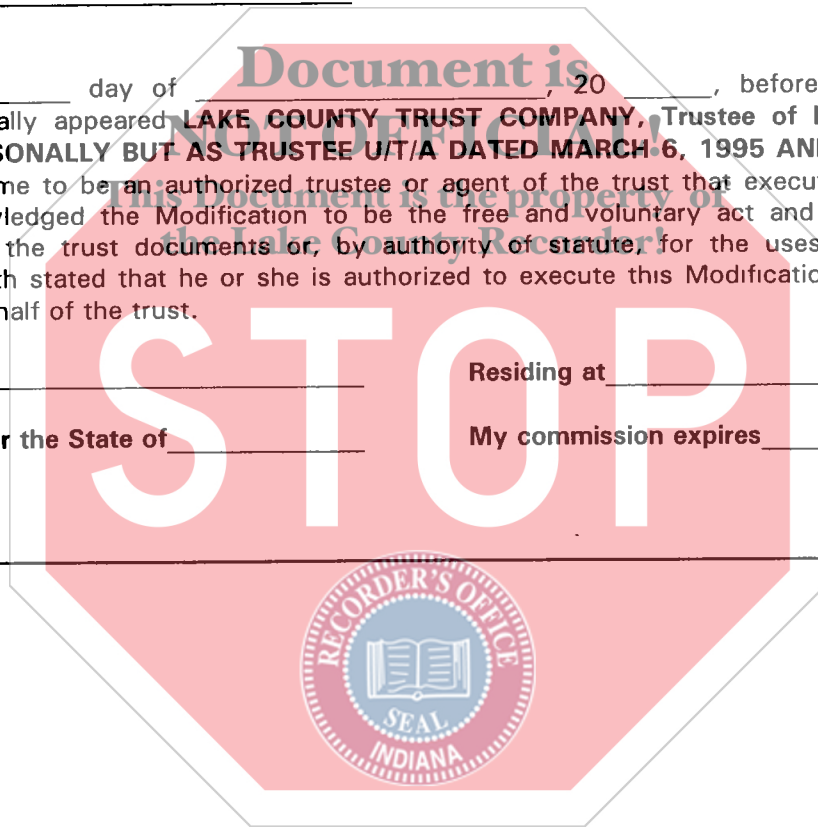 Document is
day of , 20 , before
ally appeared LAKE COUNTY TRUST COMPANY, Trustee of
NOT OFFICIAL!
SONALLY BUT AS TRUSTEE U/T/A DATED MARCH 6, 1995 AN
me to be an authorized trustee or agent of the trust that execu
This Document is the property of
ledged the Modification to be the free and voluntary act and
the trust documents or, by authority of statute, for the uses
the Lake County Recorder!
th stated that he or she is authorized to execute this Modificatio
half of the trust.
STOP
Residing at
r the State of My commission expires
RECORDER'S OFFICE
SEAL
INDIANA